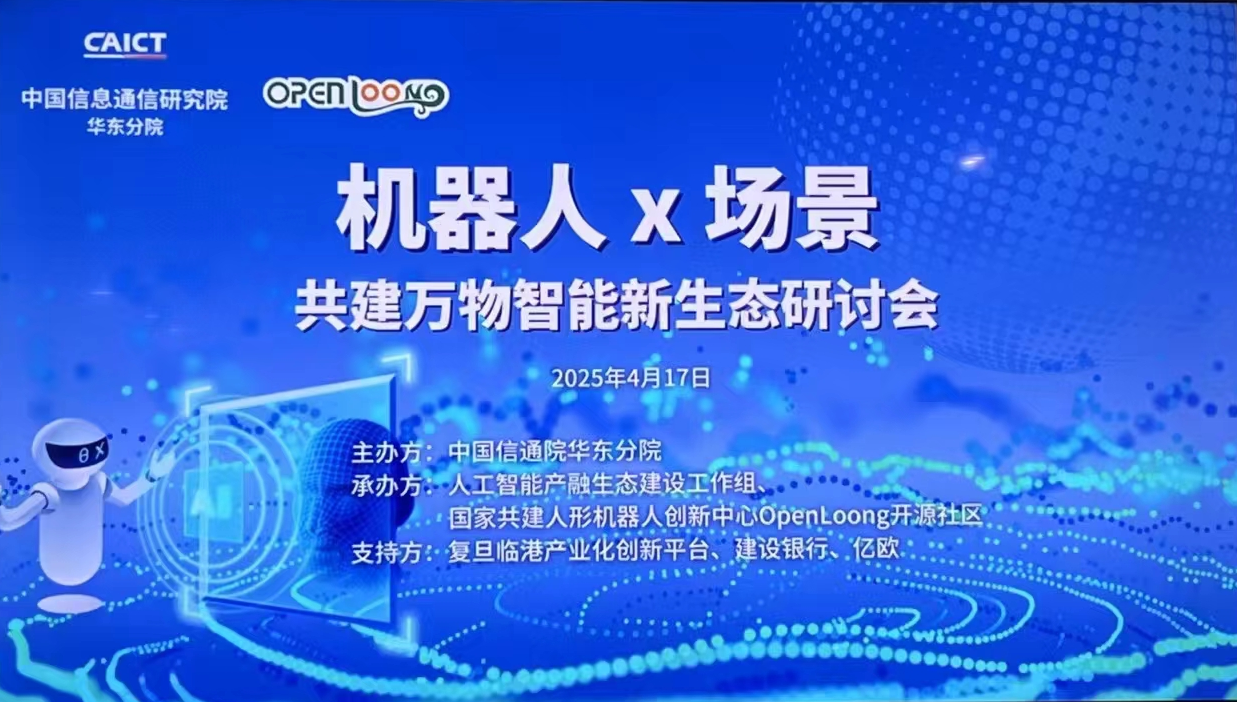 CAICT
中国信息通信研究院
华东分院
OPENLOONG
机器人 x 场景
共建万物智能新生态研讨会
2025年4月17日
主办方：中国信通院华东分院
承办方：人工智能产融生态建设工作组、
国家共建人形机器人创新中心OpenLoong开源社区
支持方：复旦临港产业化创新平台、建设银行、亿欧
AI